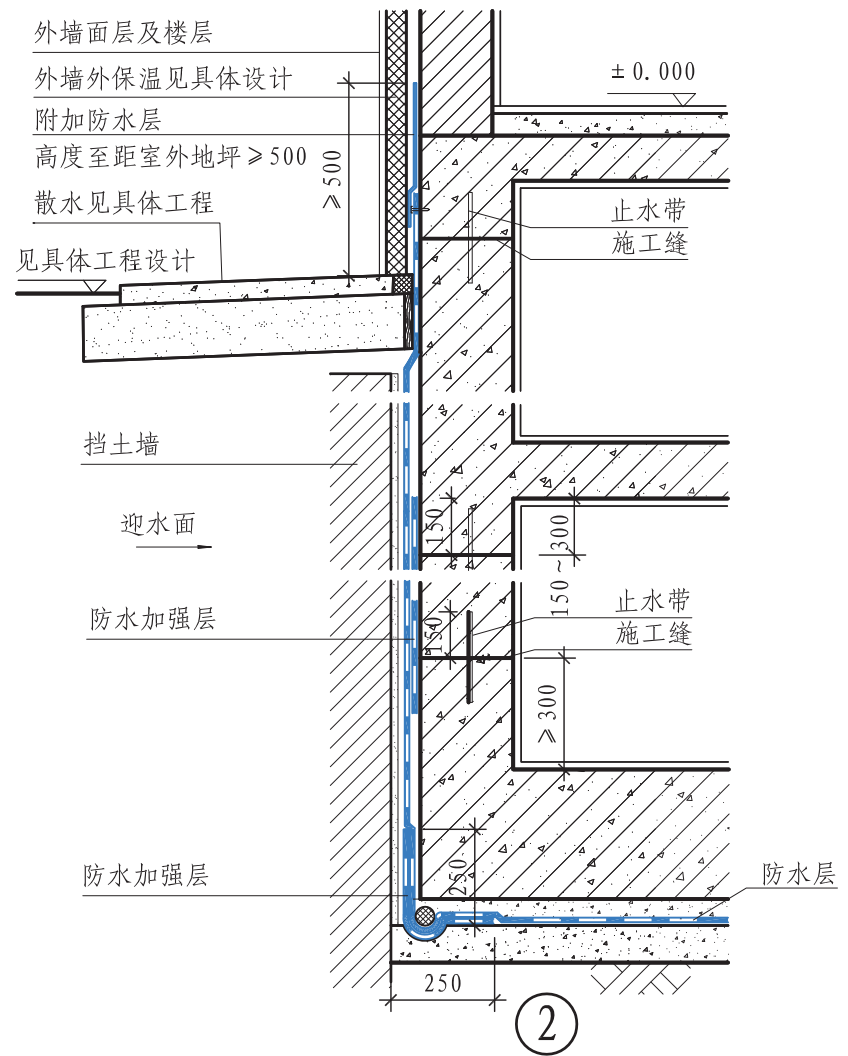 外墙面层及楼层
外墙外保温见具体设计
附加防水层
高度至距室外地坪≥500
散水见具体工程
见具体工程设计
≥500
±0.000
止水带
施工缝
挡土墙
迎水面
150
150~300
防水加强层
150
止水带
施工缝
≥300
防水加强层
250
防水层
250
2